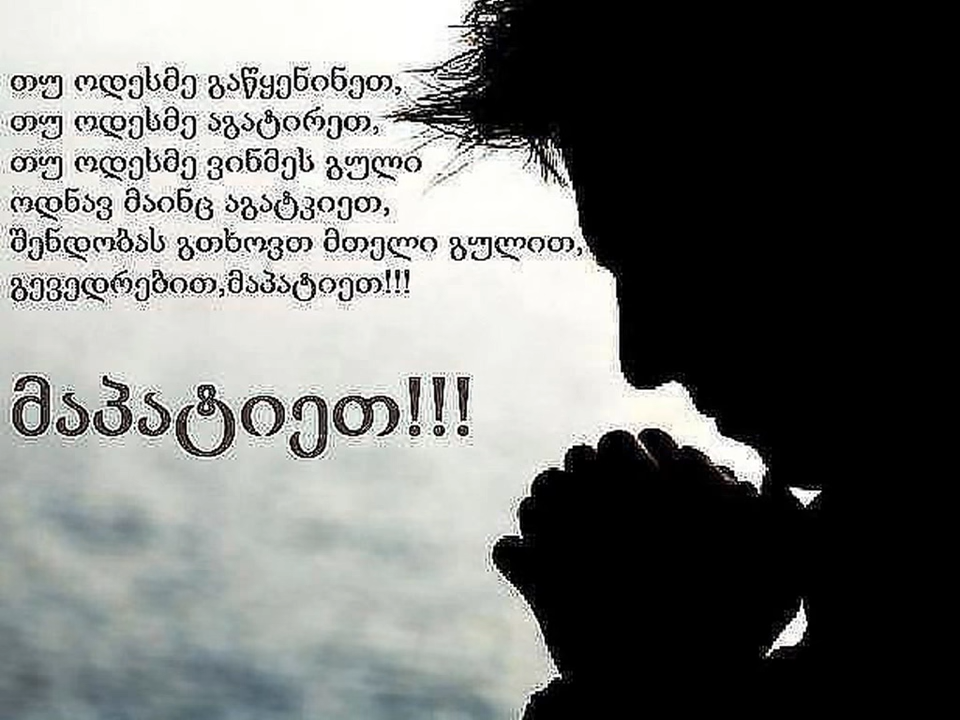 თუ ოდესმე გაწყენინეთ,
თუ ოდესმე აგატირეთ,
თუ ოდესმე ვინმეს გული
ოდნავ მაინც აგატკიეთ,
შენდობას გთხოვთ მთელი გულით,
გევედრებით,მაპატიეთ!!!
მაპატიეთ!!!